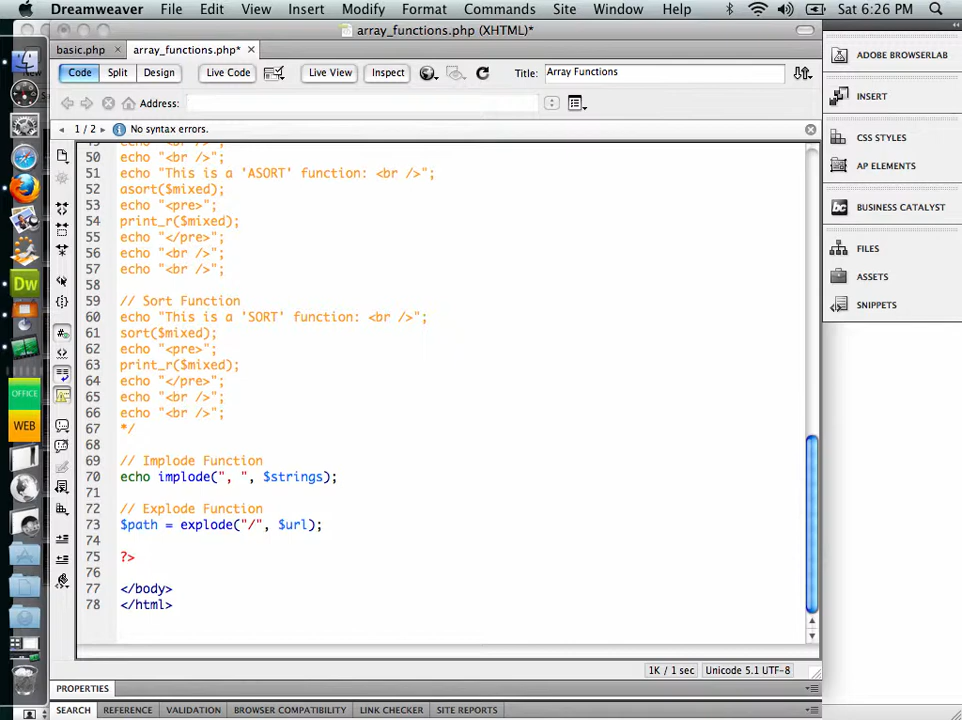 Dreamweaver File Edit View Insert Modify Format Commands Site Window Help Sat 6:26 PM
array_functions.php (XHTML)*
basic.php array_functions.php*
Code Split Design Live Code Live View Inspect Title: Array Functions
Address:
1 / 2 No syntax errors.
50 echo "<br />";
51 echo "This is a 'ASORT' function: <br />";
52 asort($mixed);
53 echo "<pre>";
54 print_r($mixed);
55 echo "</pre>";
56 echo "<br />";
57 echo "<br />";
58
59 // Sort Function
60 echo "This is a 'SORT' function: <br />";
61 sort($mixed);
62 echo "<pre>";
63 print_r($mixed);
64 echo "</pre>";
65 echo "<br />";
66 echo "<br />";
67 */
68
69 // Implode Function
70 echo implode(", ", $strings);
71
72 // Explode Function
73 $path = explode("/", $url);
74
75 ?>
76
77 </body>
78 </html>
1K / 1 sec Unicode 5.1 UTF-8
PROPERTIES
SEARCH REFERENCE VALIDATION BROWSER COMPATIBILITY LINK CHECKER SITE REPORTS
ADOBE BROWSERLAB
INSERT
CSS STYLES
AP ELEMENTS
bc BUSINESS CATALYST
FILES
ASSETS
SNIPPETS
Dw
OFFICE
WEB